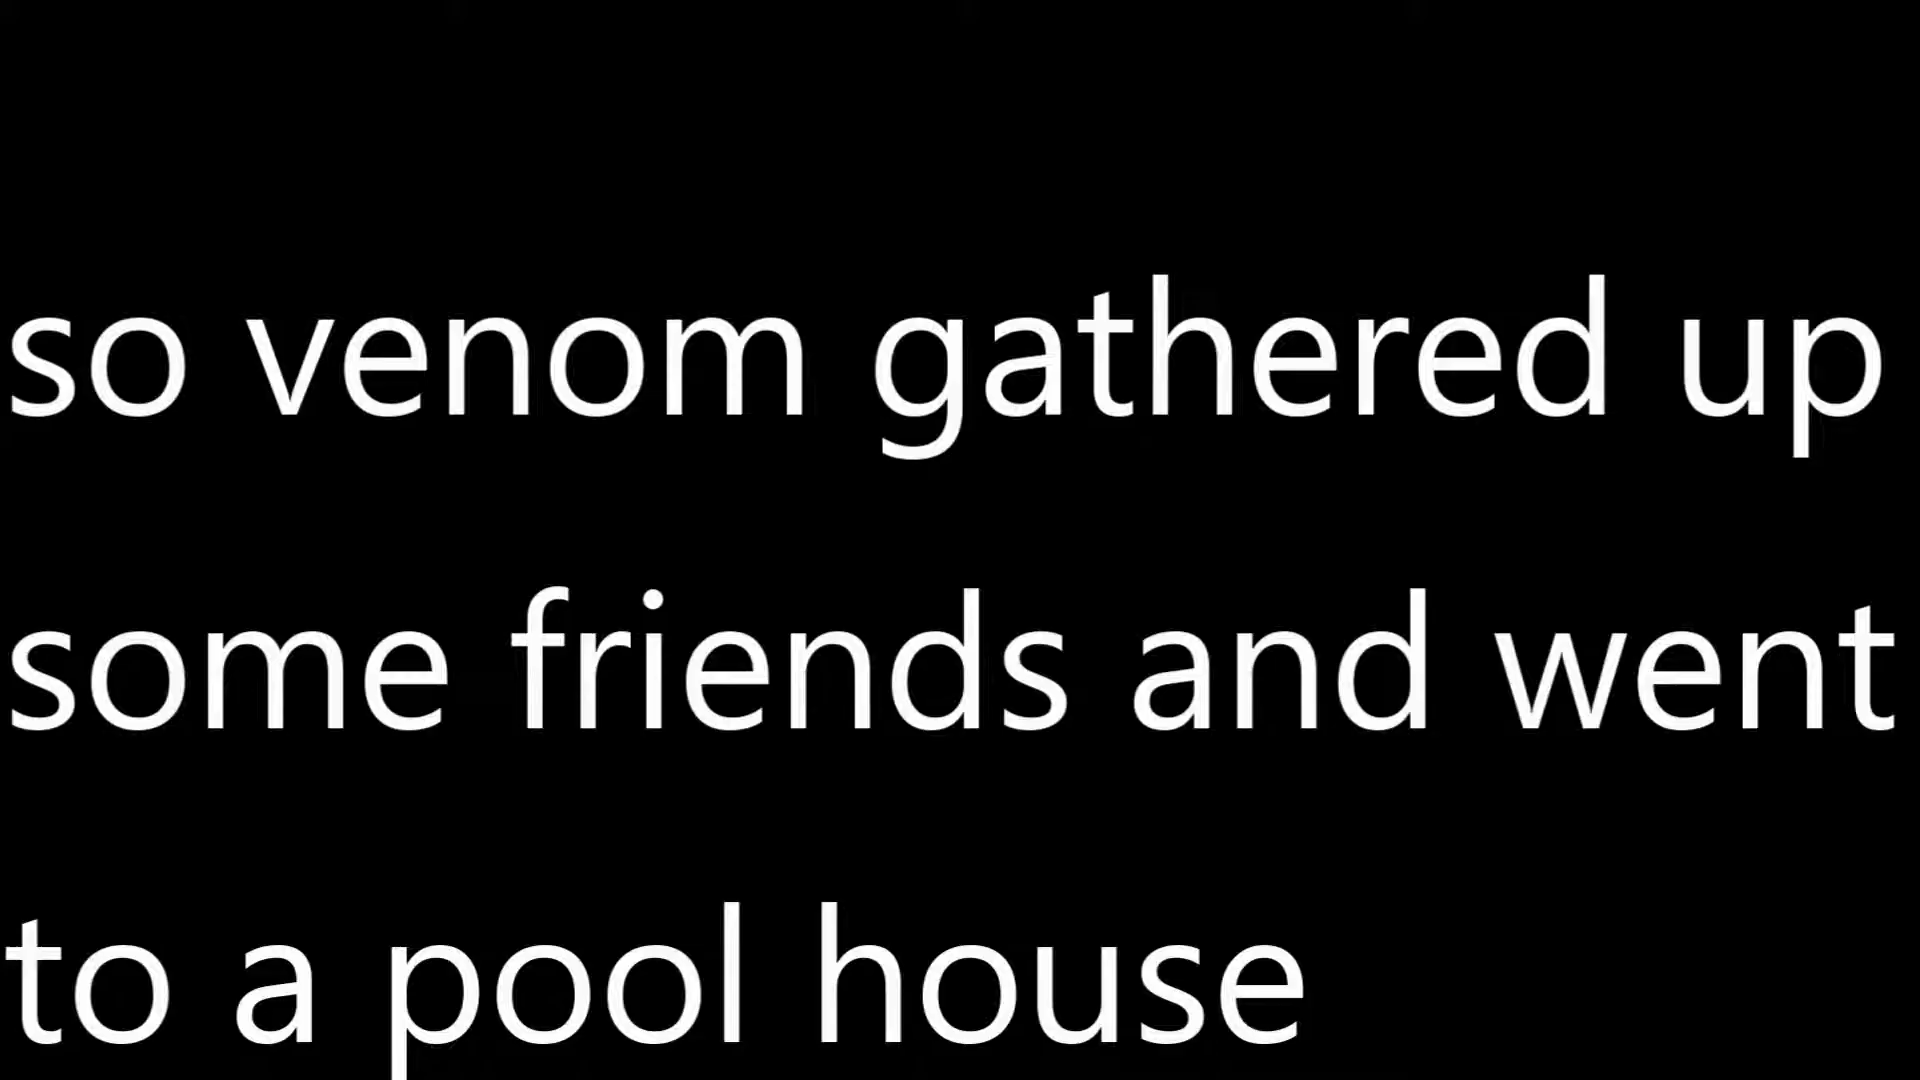 so venom gathered up
some friends and went
to a pool house